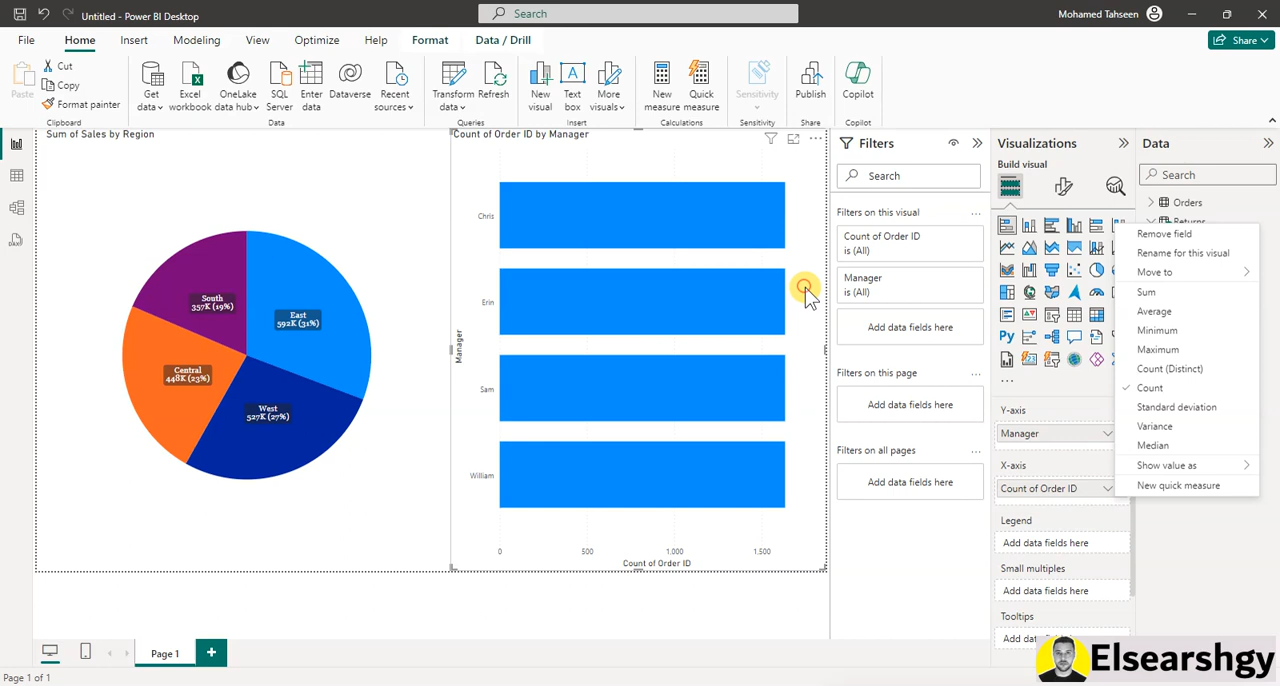 Untitled - Power BI Desktop
Search
Mohamed Tahseen
File
Home
Insert
Modeling
View
Optimize
Help
Format
Data / Drill
Share
Paste
Cut
Copy
Format painter
Clipboard
Get data
Excel workbook
OneLake data hub
SQL Server
Enter data
Dataverse
Recent sources
Data
Transform data
Refresh
Queries
New visual
Text box
More visuals
Insert
New measure
Quick measure
Calculations
Sensitivity
Sensitivity
Publish
Share
Copilot
Copilot
Sum of Sales by Region
South
357K (19%)
East
592K (31%)
Central
448K (23%)
West
527K (27%)
Count of Order ID by Manager
Manager
Chris
Erin
Sam
William
0
500
1.000
1.500
Count of Order ID
Filters
Search
Filters on this visual
Count of Order ID
is (All)
Manager
is (All)
Add data fields here
Filters on this page
Add data fields here
Filters on all pages
Add data fields here
Visualizations
Build visual
Py
Y-axis
Manager
X-axis
Count of Order ID
Legend
Add data fields here
Small multiples
Add data fields here
Tooltips
Data
Search
Orders
Returns
Remove field
Rename for this visual
Move to
Sum
Average
Minimum
Maximum
Count (Distinct)
Count
Standard deviation
Variance
Median
Show value as
New quick measure
Page 1
Page 1 of 1
Elsearshgy